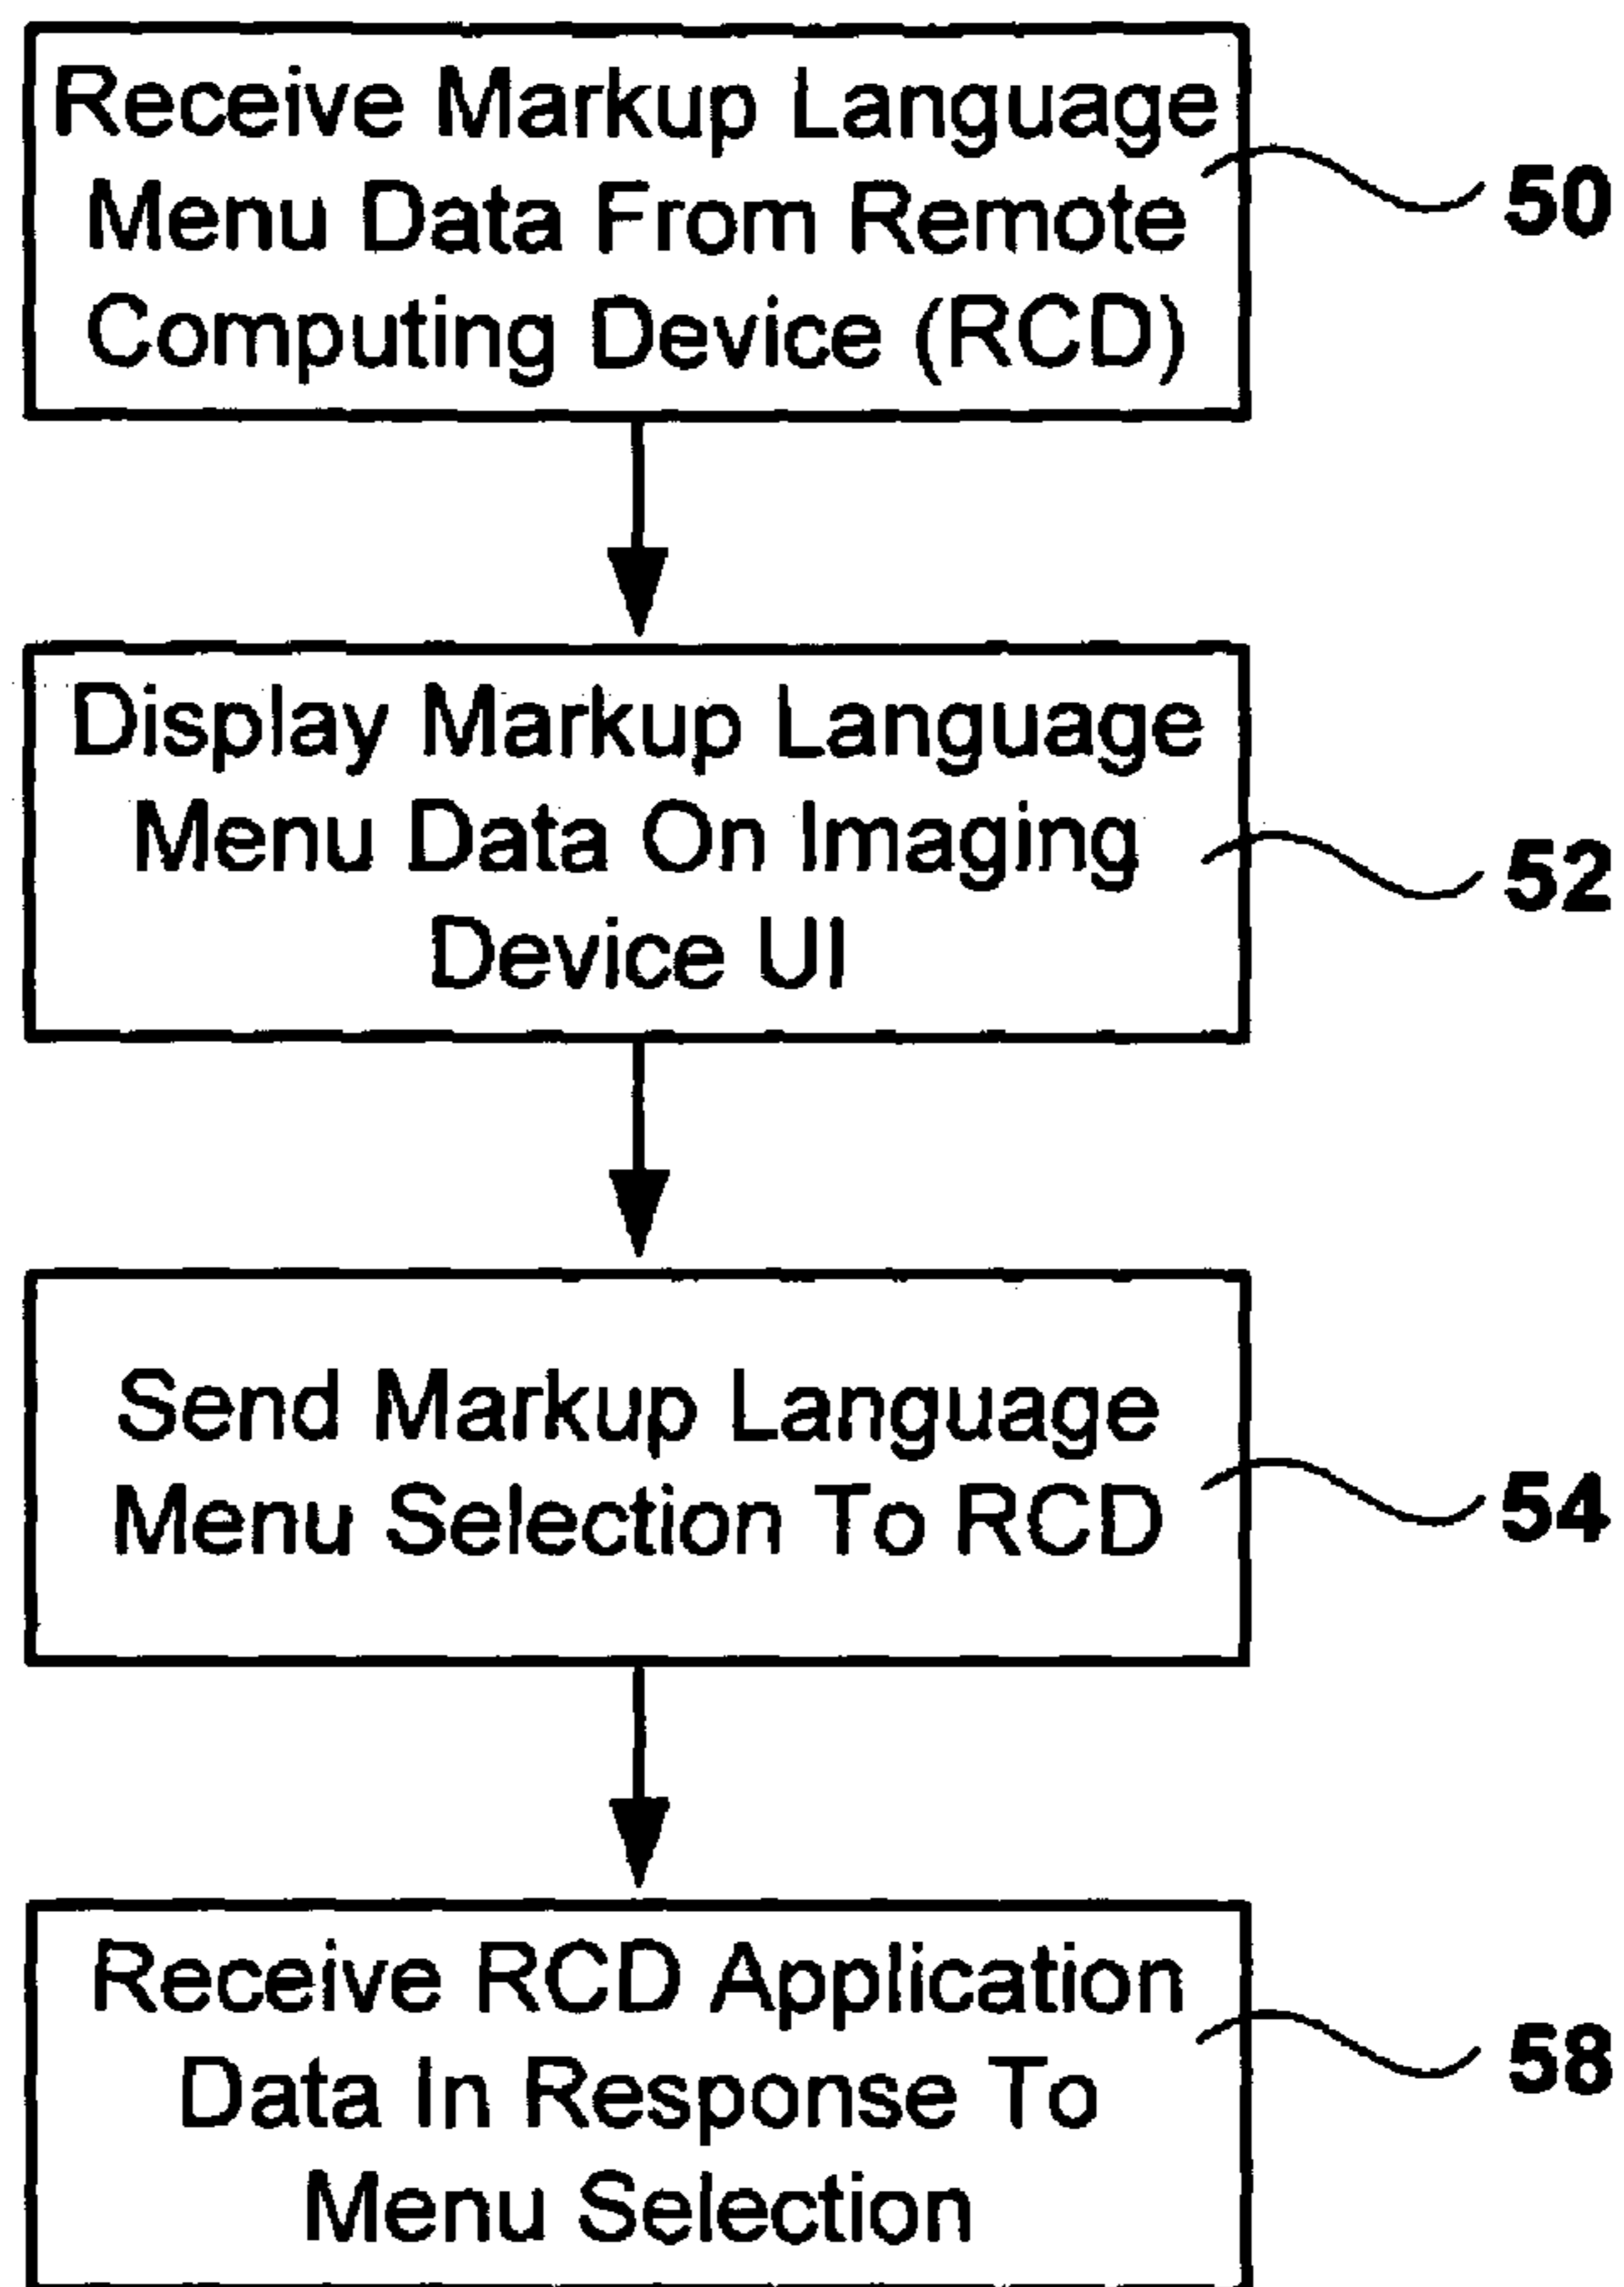 Receive Markup Language
Menu Data From Remote
Computing Device (RCD)
50
Display Markup Language
Menu Data On Imaging
Device UI
52
Send Markup Language
Menu Selection To RCD
54
Receive RCD Application
Data In Response To
Menu Selection
58